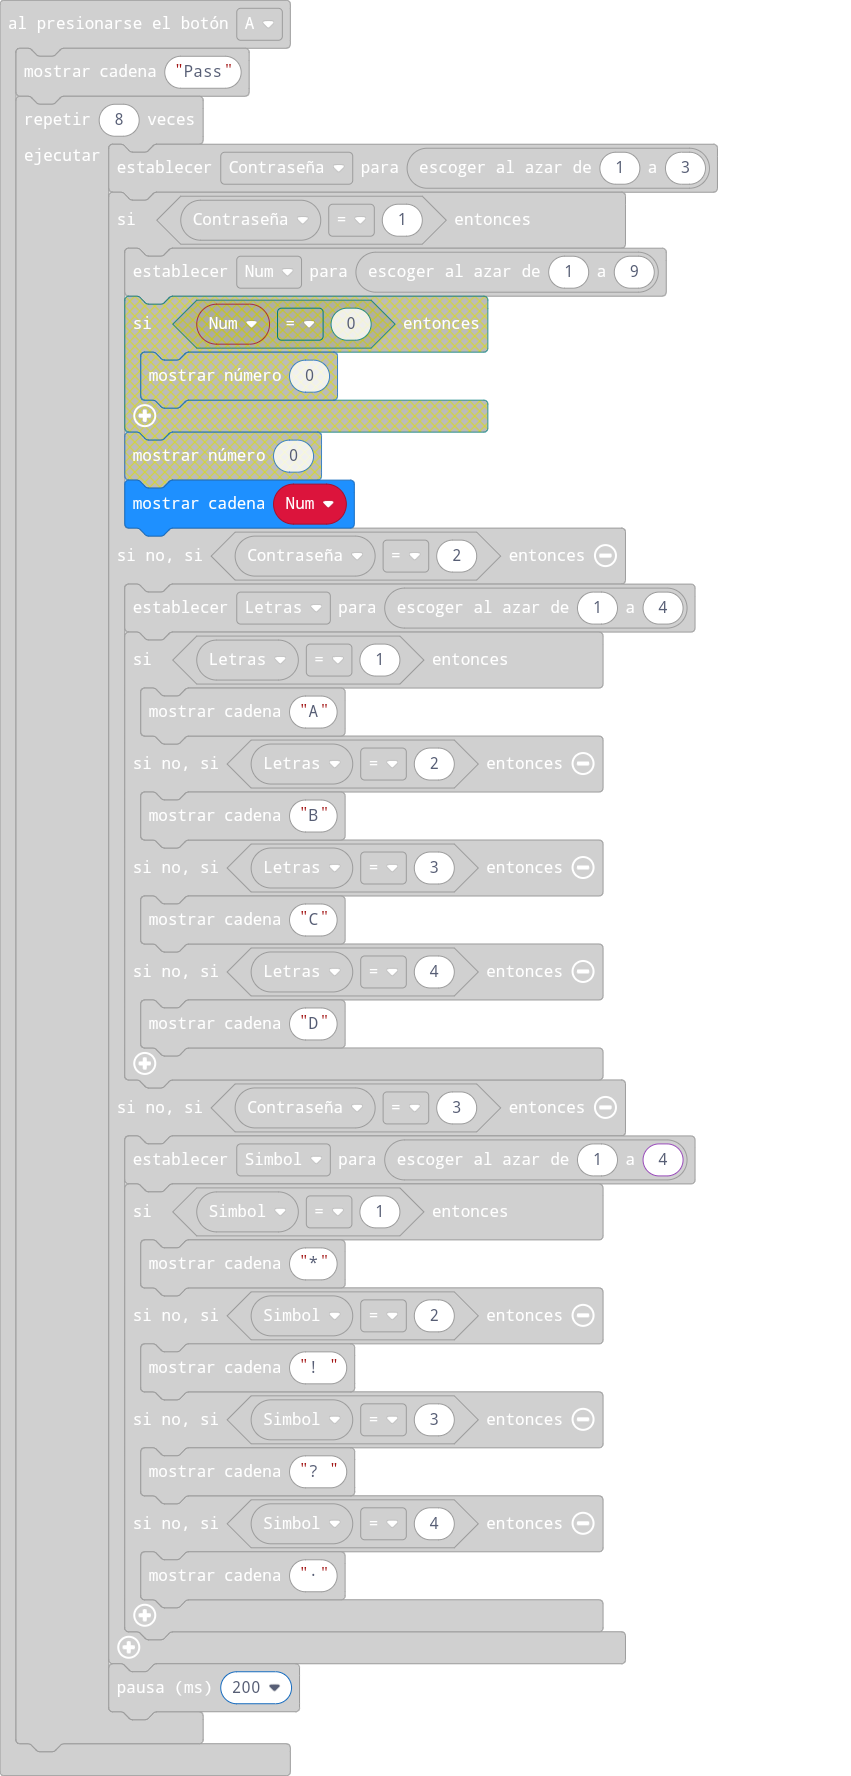 al presionarse el botón A
mostrar cadena "Pass"
repetir 8 veces
ejecutar
establecer Contraseña para escoger al azar de 1 a 3
si Contraseña = 1 entonces
establecer Num para escoger al azar de 1 a 9
si Num = 0 entonces
mostrar número 0
mostrar número 0
mostrar cadena Num
si no, si Contraseña = 2 entonces
establecer Letras para escoger al azar de 1 a 4
si Letras = 1 entonces
mostrar cadena "A"
si no, si Letras = 2 entonces
mostrar cadena "B"
si no, si Letras = 3 entonces
mostrar cadena "C"
si no, si Letras = 4 entonces
mostrar cadena "D"
si no, si Contraseña = 3 entonces
establecer Simbol para escoger al azar de 1 a 4
si Simbol = 1 entonces
mostrar cadena "*"
si no, si Simbol = 2 entonces
mostrar cadena "! "
si no, si Simbol = 3 entonces
mostrar cadena "? "
si no, si Simbol = 4 entonces
mostrar cadena "·"
pausa (ms) 200